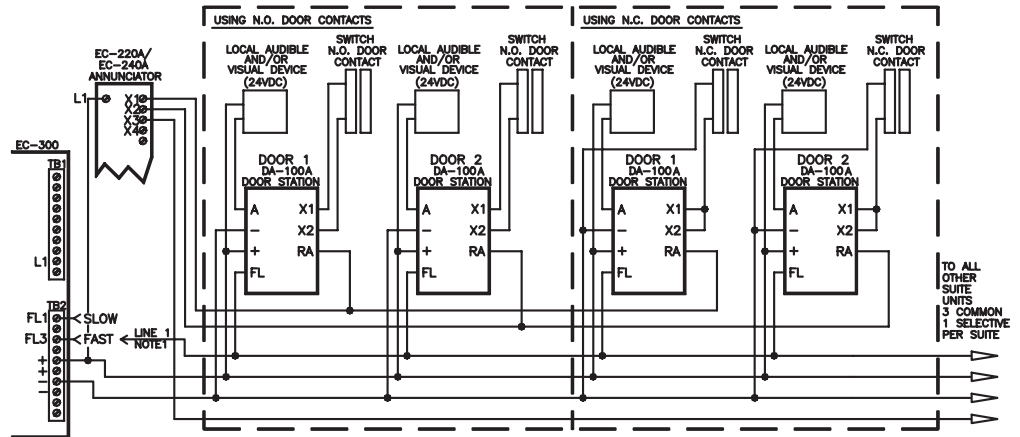 USING N.O. DOOR CONTACTS
USING N.C. DOOR CONTACTS
EC-220A/
EC-240A
ANNUNCIATOR
L1
X1
X2
X3
X4
LOCAL AUDIBLE
AND/OR
VISUAL DEVICE
(24VDC)
SWITCH
N.O. DOOR
CONTACT
LOCAL AUDIBLE
AND/OR
VISUAL DEVICE
(24VDC)
SWITCH
N.O. DOOR
CONTACT
LOCAL AUDIBLE
AND/OR
VISUAL DEVICE
(24VDC)
SWITCH
N.C. DOOR
CONTACT
LOCAL AUDIBLE
AND/OR
VISUAL DEVICE
(24VDC)
SWITCH
N.C. DOOR
CONTACT
EC-300
TB1
L1
TB2
FL1
SLOW
FL3
FAST
LINE 1
NOTE1
+
+
-
-
DOOR 1
DA-100A
DOOR STATION
A X1
- X2
+ RA
FL
DOOR 2
DA-100A
DOOR STATION
A X1
- X2
+ RA
FL
DOOR 1
DA-100A
DOOR STATION
A X1
- X2
+ RA
FL
DOOR 2
DA-100A
DOOR STATION
A X1
- X2
+ RA
FL
TO ALL
OTHER
SUITE
UNITS
3 COMMON
1 SELECTIVE
PER SUITE